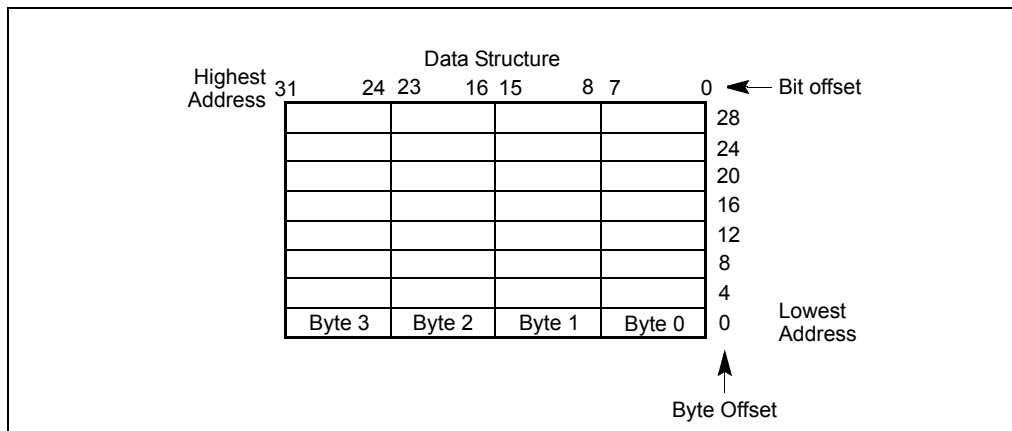 Data Structure
Highest
Address
31 24 23 16 15 8 7 0
Bit offset
28
24
20
16
12
8
4
Byte 3 Byte 2 Byte 1 Byte 0 0
Lowest
Address
Byte Offset